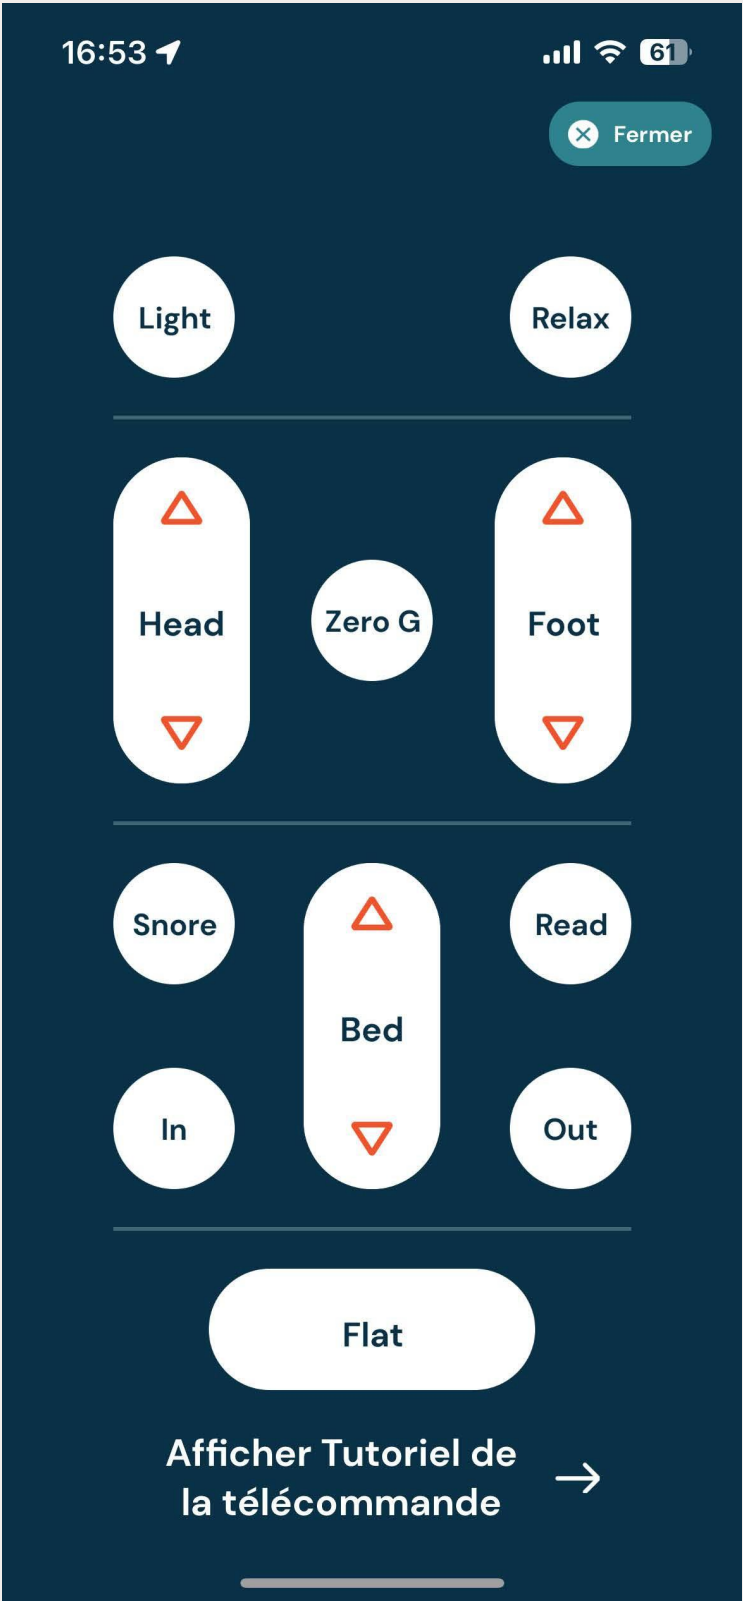 16:53
61
Fermer
Light
Relax
Head
Zero G
Foot
Snore
Bed
Read
In
Out
Flat
Afficher Tutoriel de
la télécommande